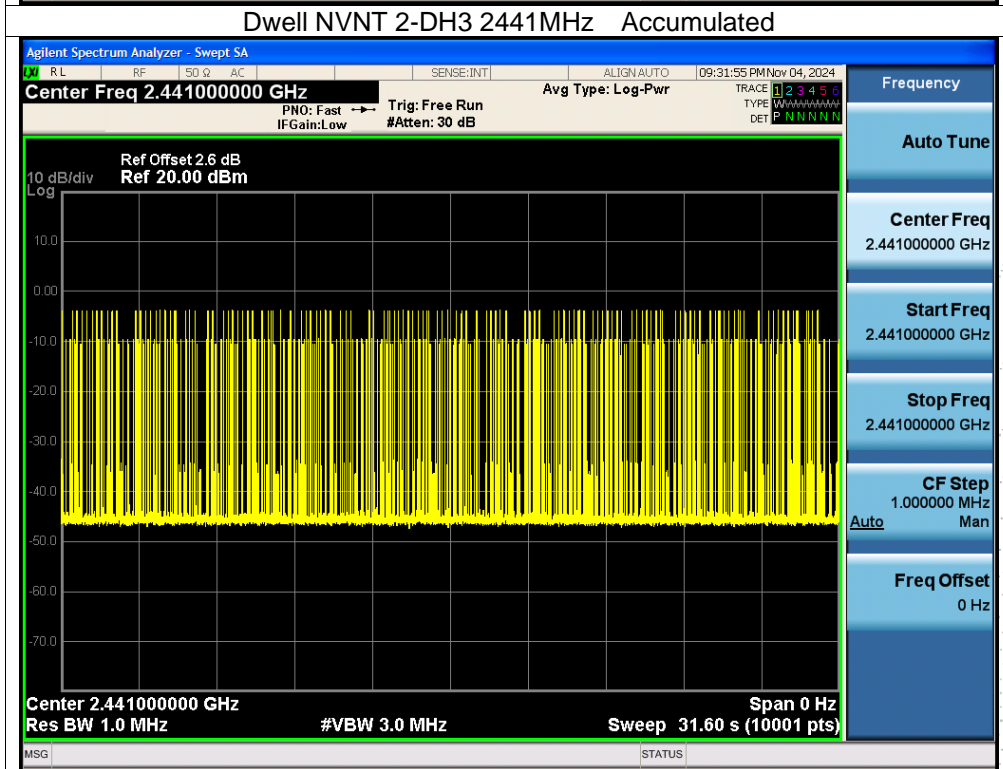 Dwell NVNT 2-DH3 2441MHz Accumulated
Agilent Spectrum Analyzer - Swept SA
LXI RL RF 50 Ω AC SENSE:INT ALIGN AUTO 09:31:55 PM Nov 04, 2024
Center Freq 2.441000000 GHz
PNO: Fast
IFGain:Low
Trig: Free Run
#Atten: 30 dB
Avg Type: Log-Pwr
TRACE 1 2 3 4 5 6
TYPE WWWWWW
DET P N N N N N
Ref Offset 2.6 dB
10 dB/div Ref 20.00 dBm
Log
10.0
0.00
-10.0
-20.0
-30.0
-40.0
-50.0
-60.0
-70.0
Center 2.441000000 GHz Span 0 Hz
Res BW 1.0 MHz #VBW 3.0 MHz Sweep 31.60 s (10001 pts)
MSG STATUS
Frequency
Auto Tune
Center Freq
2.441000000 GHz
Start Freq
2.441000000 GHz
Stop Freq
2.441000000 GHz
CF Step
1.000000 MHz
Auto Man
Freq Offset
0 Hz